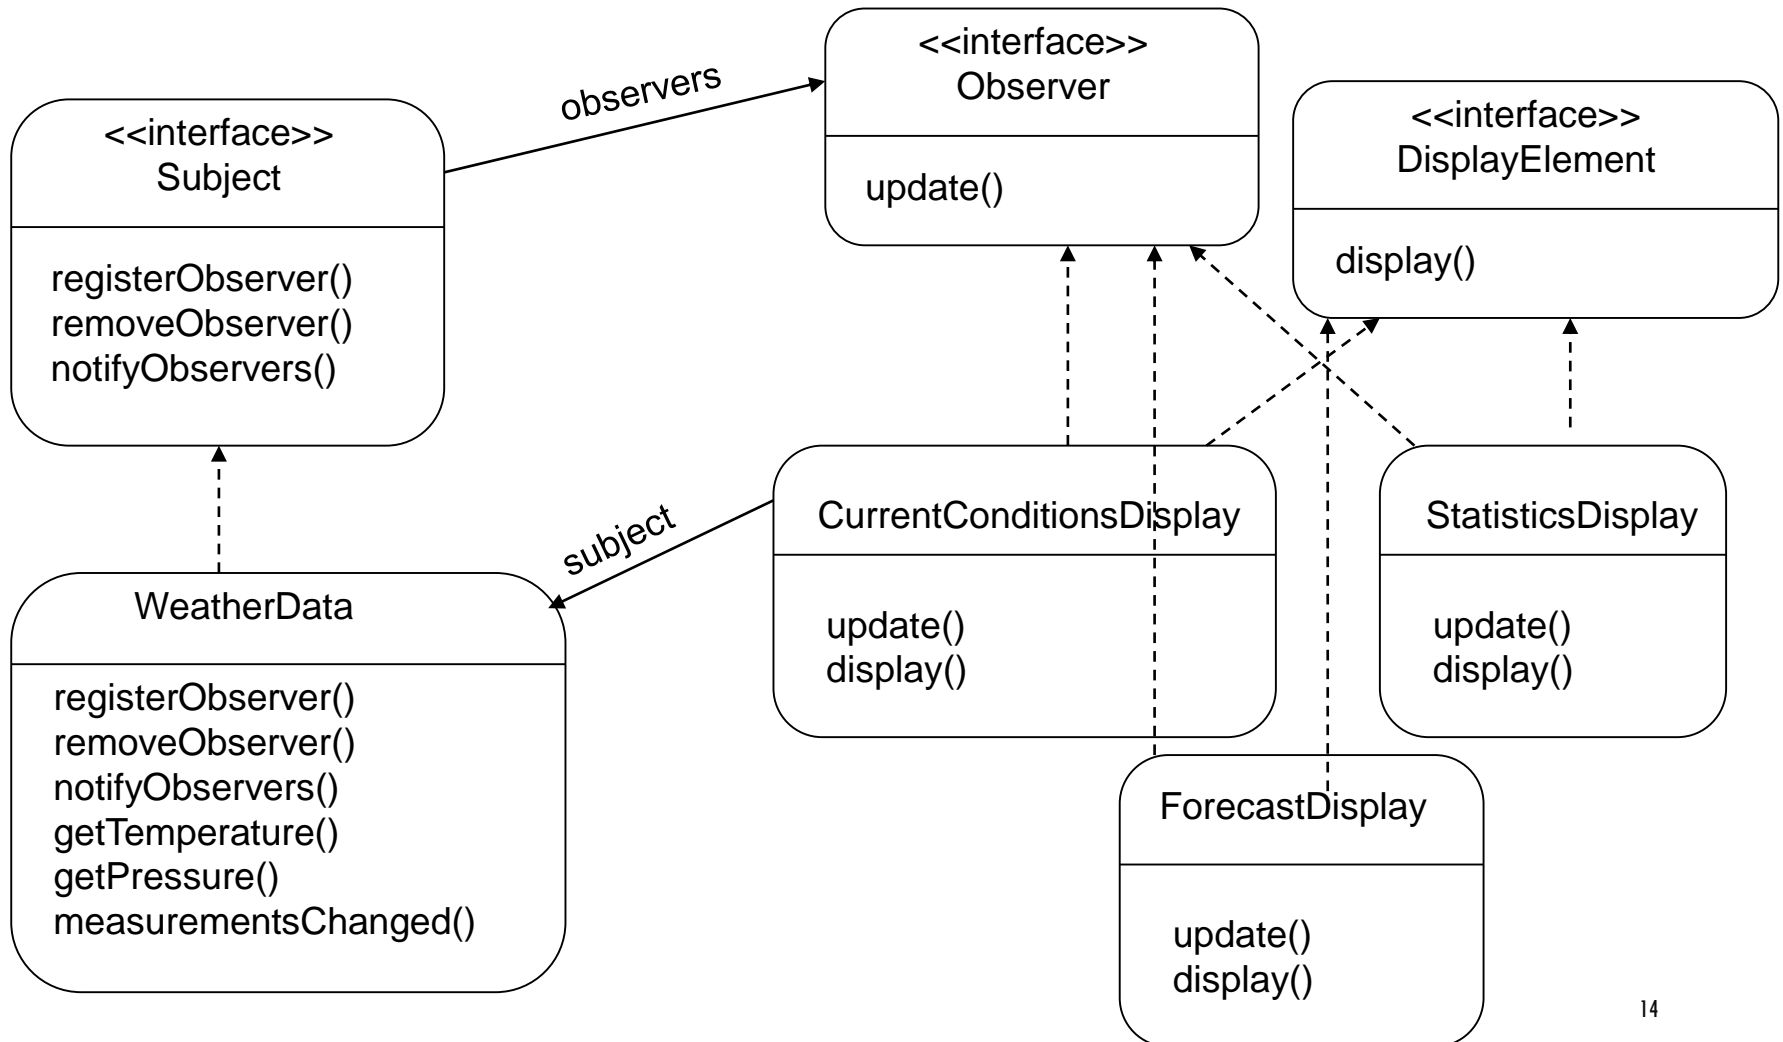 <<interface>>
Subject
registerObserver()
removeObserver()
notifyObservers()
observers
<<interface>>
Observer
update()
<<interface>>
DisplayElement
display()
WeatherData
registerObserver()
removeObserver()
notifyObservers()
getTemperature()
getPressure()
measurementsChanged()
subject
CurrentConditionsDisplay
update()
display()
StatisticsDisplay
update()
display()
ForecastDisplay
update()
display()
14